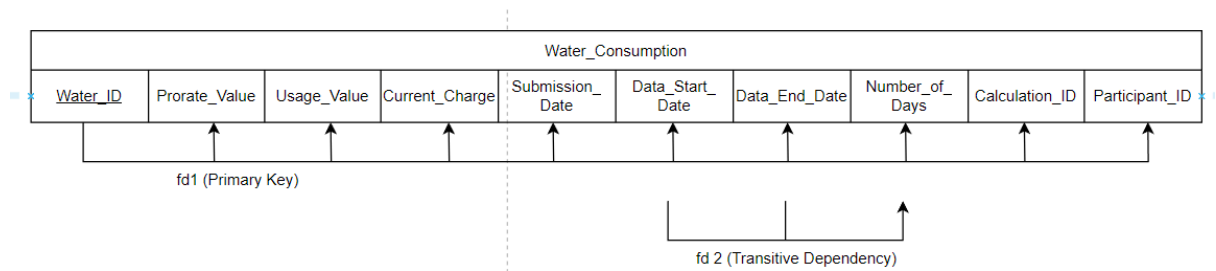 Water_Consumption
Water_ID
Prorate_Value
Usage_Value
Current_Charge
Submission_
Date
Data_Start_
Date
Data_End_Date
Number_of_
Days
Calculation_ID
Participant_ID
fd1 (Primary Key)
fd 2 (Transitive Dependency)